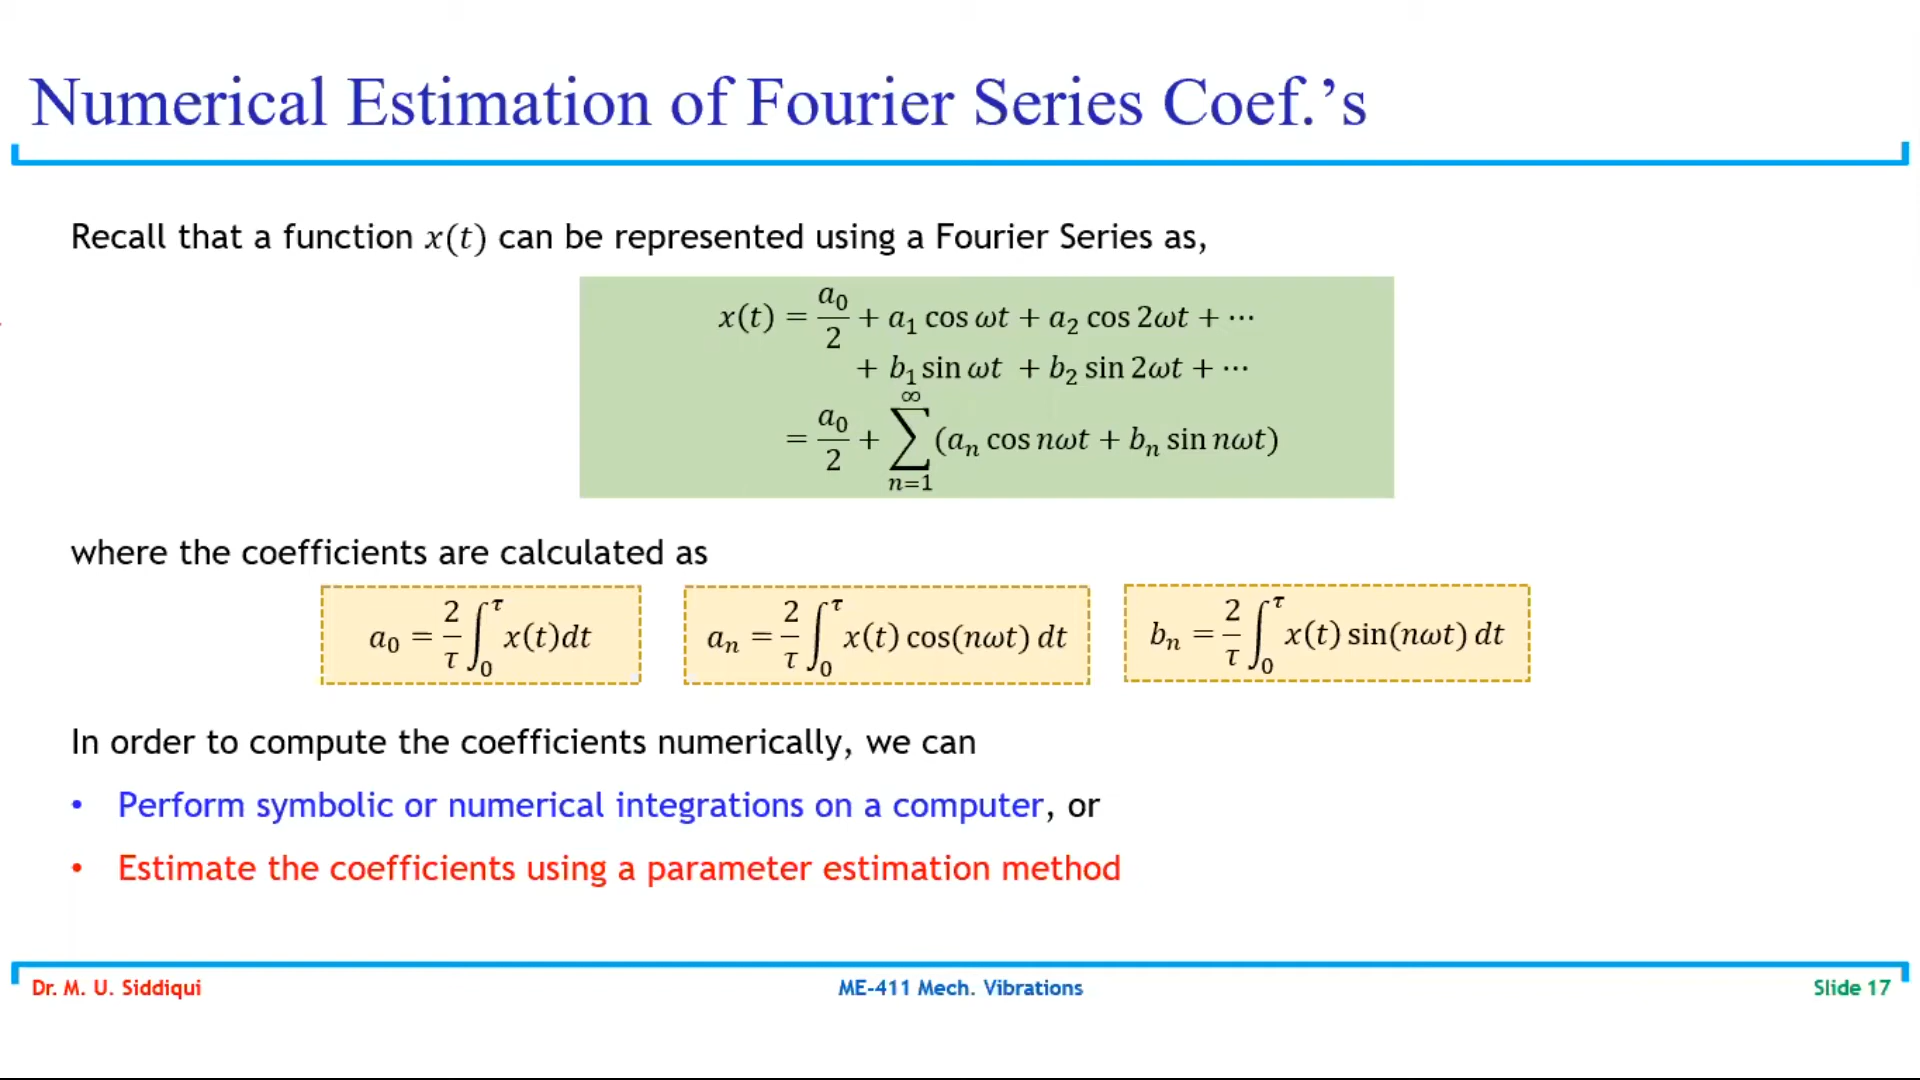 Numerical Estimation of Fourier Series Coef.’s
Recall that a function x(t) can be represented using a Fourier Series as,
x(t) = a₀/2 + a₁ cos ωt + a₂ cos 2ωt + ⋯
+ b₁ sin ωt + b₂ sin 2ωt + ⋯
= a₀/2 + ∑_{n=1}^{∞} (aₙ cos nωt + bₙ sin nωt)
where the coefficients are calculated as
a₀ = 2/τ ∫₀^τ x(t)dt
aₙ = 2/τ ∫₀^τ x(t) cos(nωt) dt
bₙ = 2/τ ∫₀^τ x(t) sin(nωt) dt
In order to compute the coefficients numerically, we can
• Perform symbolic or numerical integrations on a computer, or
• Estimate the coefficients using a parameter estimation method
Dr. M. U. Siddiqui
ME-411 Mech. Vibrations
Slide 17